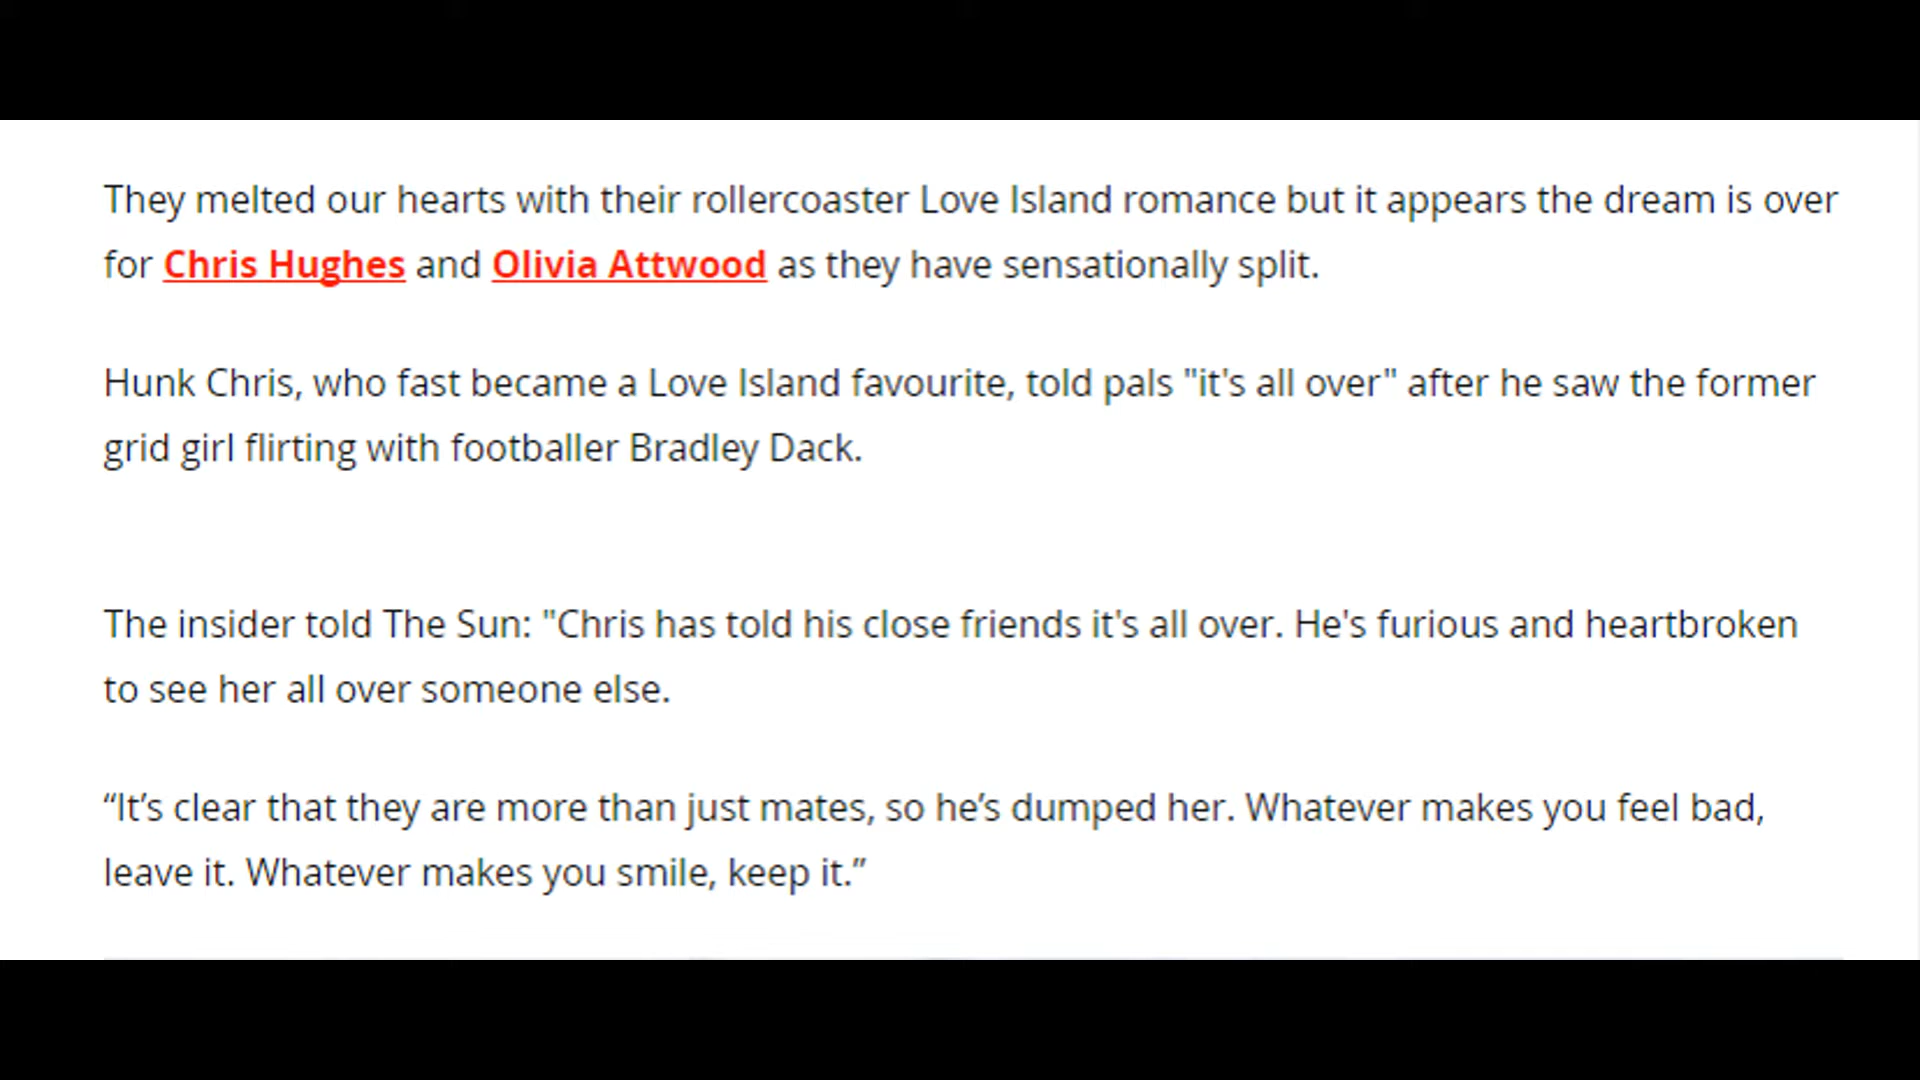 They melted our hearts with their rollercoaster Love Island romance but it appears the dream is over
for Chris Hughes and Olivia Attwood as they have sensationally split.
Hunk Chris, who fast became a Love Island favourite, told pals "it's all over" after he saw the former
grid girl flirting with footballer Bradley Dack.
The insider told The Sun: "Chris has told his close friends it's all over. He's furious and heartbroken
to see her all over someone else.
“It’s clear that they are more than just mates, so he’s dumped her. Whatever makes you feel bad,
leave it. Whatever makes you smile, keep it.”